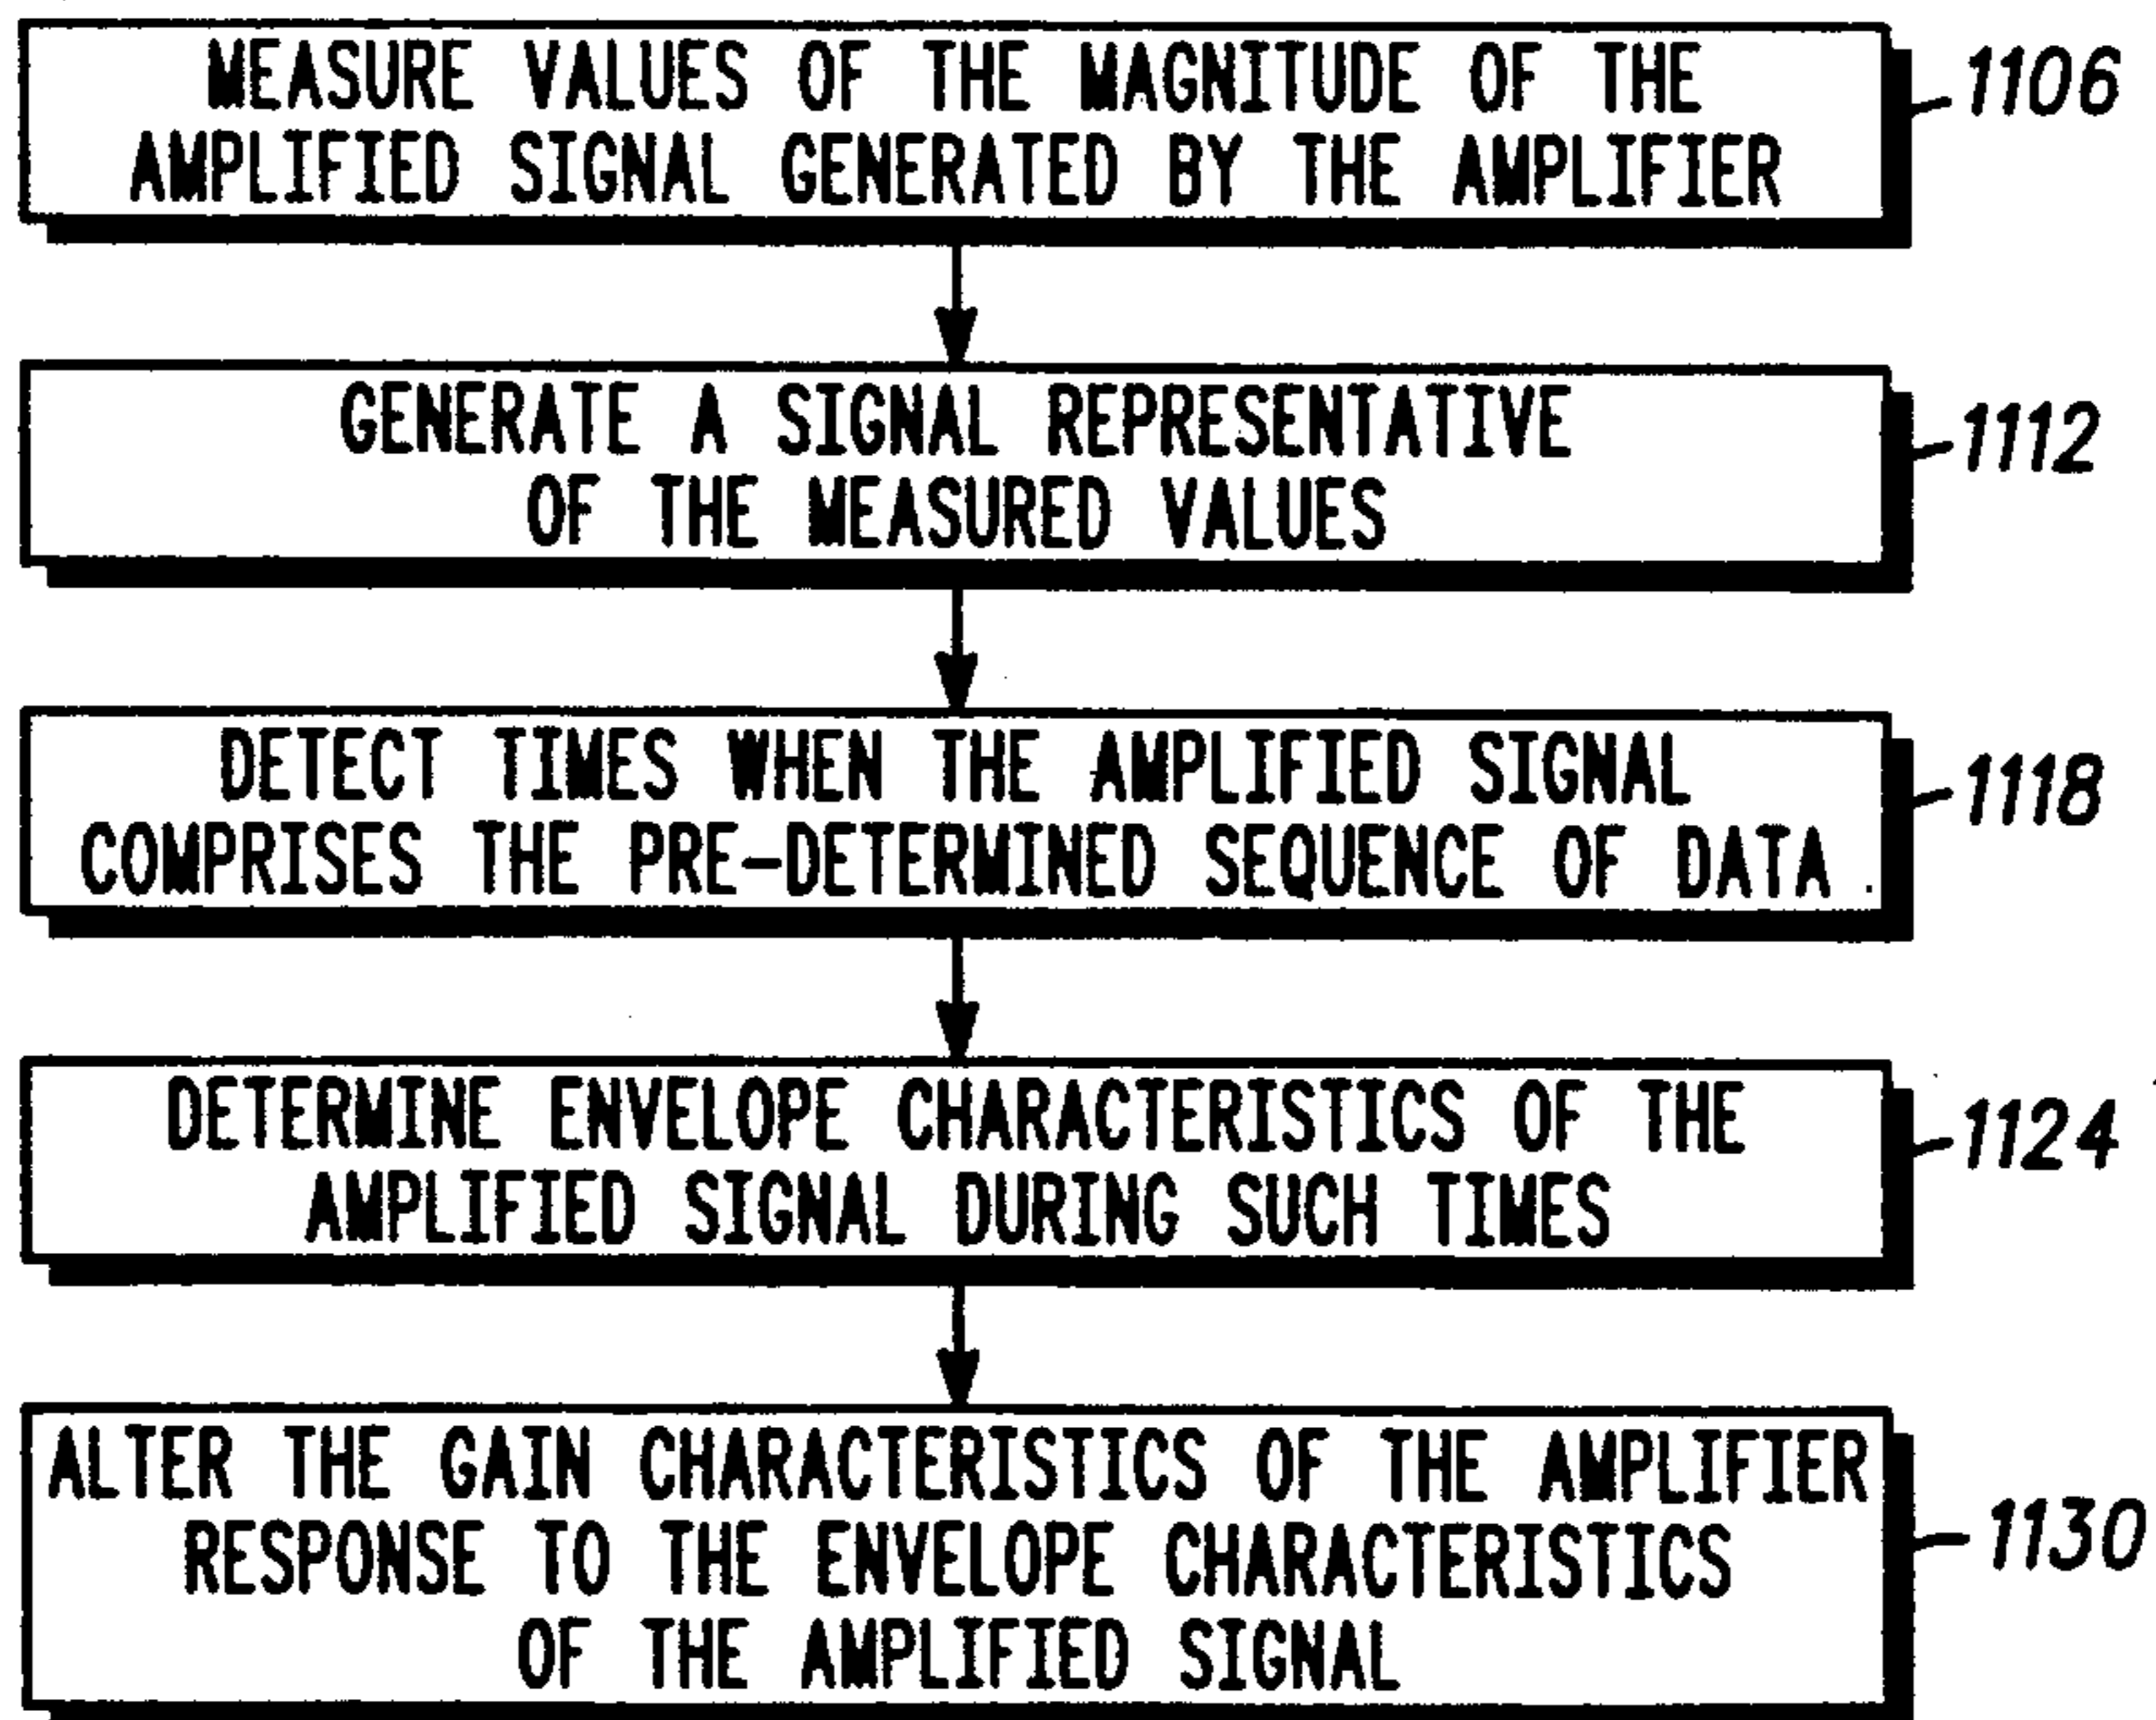 MEASURE VALUES OF THE MAGNITUDE OF THE
AMPLIFIED SIGNAL GENERATED BY THE AMPLIFIER
1106
GENERATE A SIGNAL REPRESENTATIVE
OF THE MEASURED VALUES
1112
DETECT TIMES WHEN THE AMPLIFIED SIGNAL
COMPRISES THE PRE-DETERMINED SEQUENCE OF DATA
1118
DETERMINE ENVELOPE CHARACTERISTICS OF THE
AMPLIFIED SIGNAL DURING SUCH TIMES
1124
ALTER THE GAIN CHARACTERISTICS OF THE AMPLIFIER
RESPONSE TO THE ENVELOPE CHARACTERISTICS
OF THE AMPLIFIED SIGNAL
1130